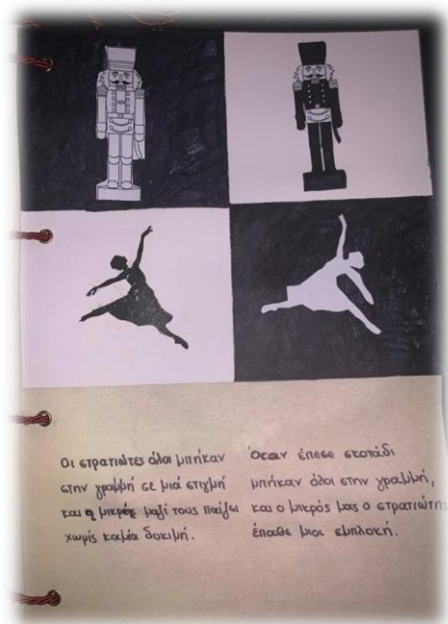 Οι στρατιώτες όλοι μπήκαν
στην γραμμή σε μιά στιγμή
και ο μικρός μαζί τους παίζει
χωρίς καμία δοκιμή.
Όταν έπεσε σκοτάδι
μπήκαν όλοι στην γραμμή,
και ο μικρός μας ο στρατιώτης
έπαθε μια εμπλοκή.